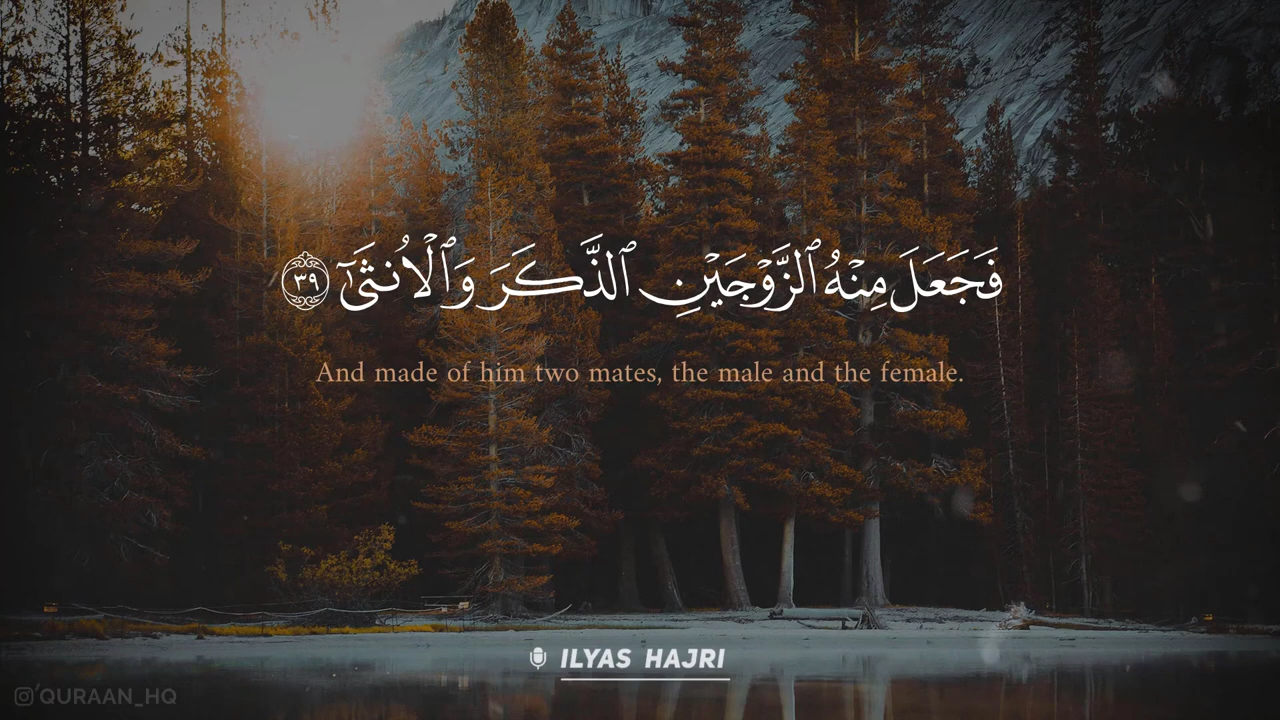 فَجَعَلَ مِنْهُ ٱلزَّوْجَيْنِ ٱلذَّكَرَ وَٱلْأُنثَىٰٓ ٣٩
And made of him two mates, the male and the female.
ILYAS HAJRI
QURAAN_HQ